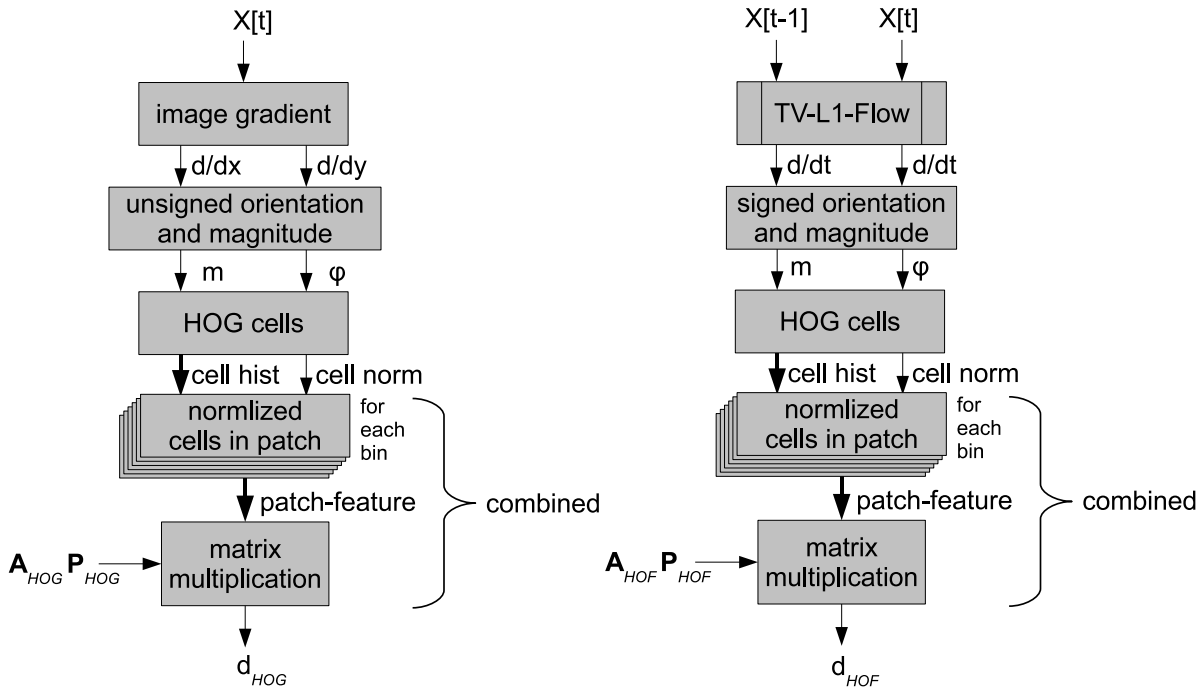 X[t]
image gradient
d/dx
d/dy
unsigned orientation
and magnitude
m
φ
HOG cells
cell hist
cell norm
normlized
cells in patch
for
each
bin
patch-feature
combined
A_HOG P_HOG
matrix
multiplication
d_HOG
X[t-1]
X[t]
TV-L1-Flow
d/dt
d/dt
signed orientation
and magnitude
m
φ
HOG cells
cell hist
cell norm
normlized
cells in patch
for
each
bin
patch-feature
combined
A_HOF P_HOF
matrix
multiplication
d_HOF